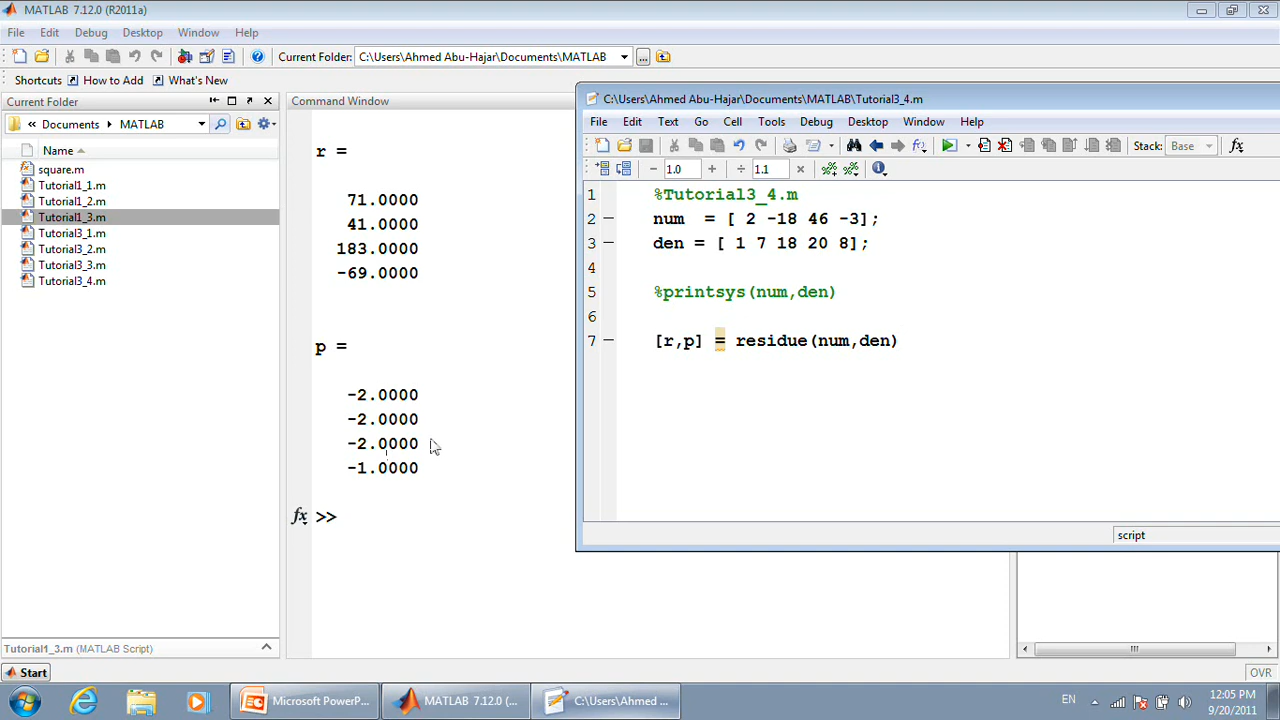 MATLAB 7.12.0 (R2011a)
File Edit Debug Desktop Window Help
Current Folder: C:\Users\Ahmed Abu-Hajar\Documents\MATLAB ...
Shortcuts How to Add What's New
Current Folder
« Documents MATLAB
Name
square.m
Tutorial1_1.m
Tutorial1_2.m
Tutorial1_3.m
Tutorial3_1.m
Tutorial3_2.m
Tutorial3_3.m
Tutorial3_4.m
Tutorial1_3.m (MATLAB Script)
Command Window
r =
71.0000
41.0000
183.0000
-69.0000
p =
-2.0000
-2.0000
-2.0000
-1.0000
fx >>
C:\Users\Ahmed Abu-Hajar\Documents\MATLAB\Tutorial3_4.m
File Edit Text Go Cell Tools Debug Desktop Window Help
Stack: Base fx
− 1.0 + ÷ 1.1 ×
1 %Tutorial3_4.m
2 − num = [ 2 -18 46 -3];
3 − den = [ 1 7 18 20 8];
4
5 %printsys(num,den)
6
7 − [r,p] = residue(num,den)
script
Start
OVR
Microsoft PowerP...
MATLAB 7.12.0 (...
C:\Users\Ahmed ...
EN
12:05 PM
9/20/2011